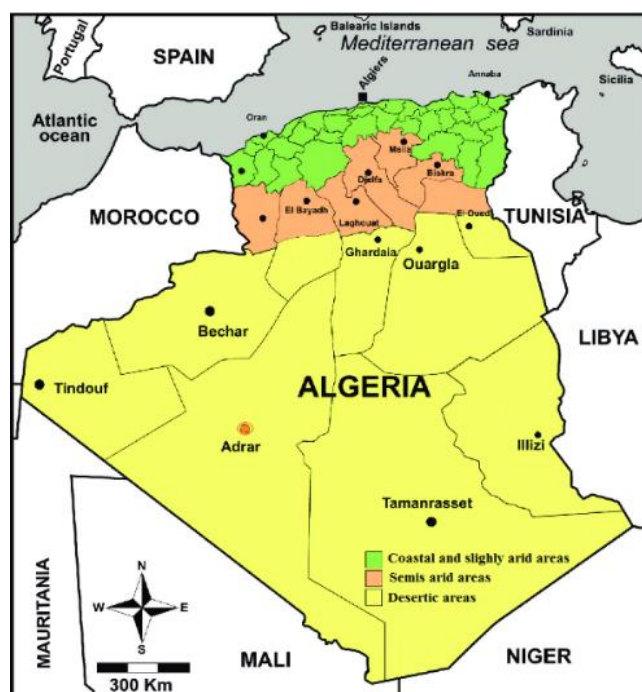 Balearic Islands
Sardinia
Portugal
SPAIN
Mediterranean sea
Algiers
Annaba
Sicilia
Atlantic
ocean
Oran
Msila
Djelfa
Biskra
MOROCCO
El Bayadh
Laghouat
El-Oued
TUNISIA
Ghardaia
Ouargla
Bechar
LIBYA
Tindouf
ALGERIA
Adrar
Illizi
Tamanrasset
Coastal and slighly arid areas
Semis arid areas
Desertic areas
MAURITANIA
N
W
E
S
MALI
NIGER
300 Km